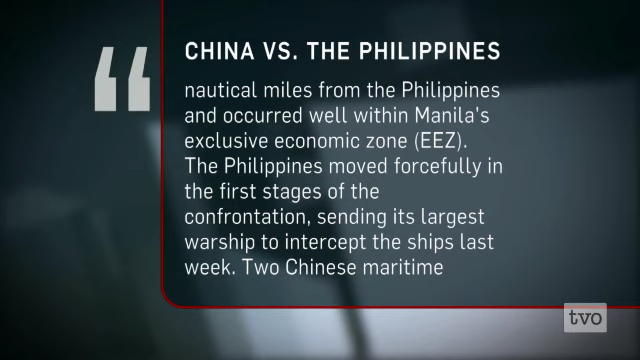 “
CHINA VS. THE PHILIPPINES
nautical miles from the Philippines
and occurred well within Manila's
exclusive economic zone (EEZ).
The Philippines moved forcefully in
the first stages of the
confrontation, sending its largest
warship to intercept the ships last
week. Two Chinese maritime
tvo